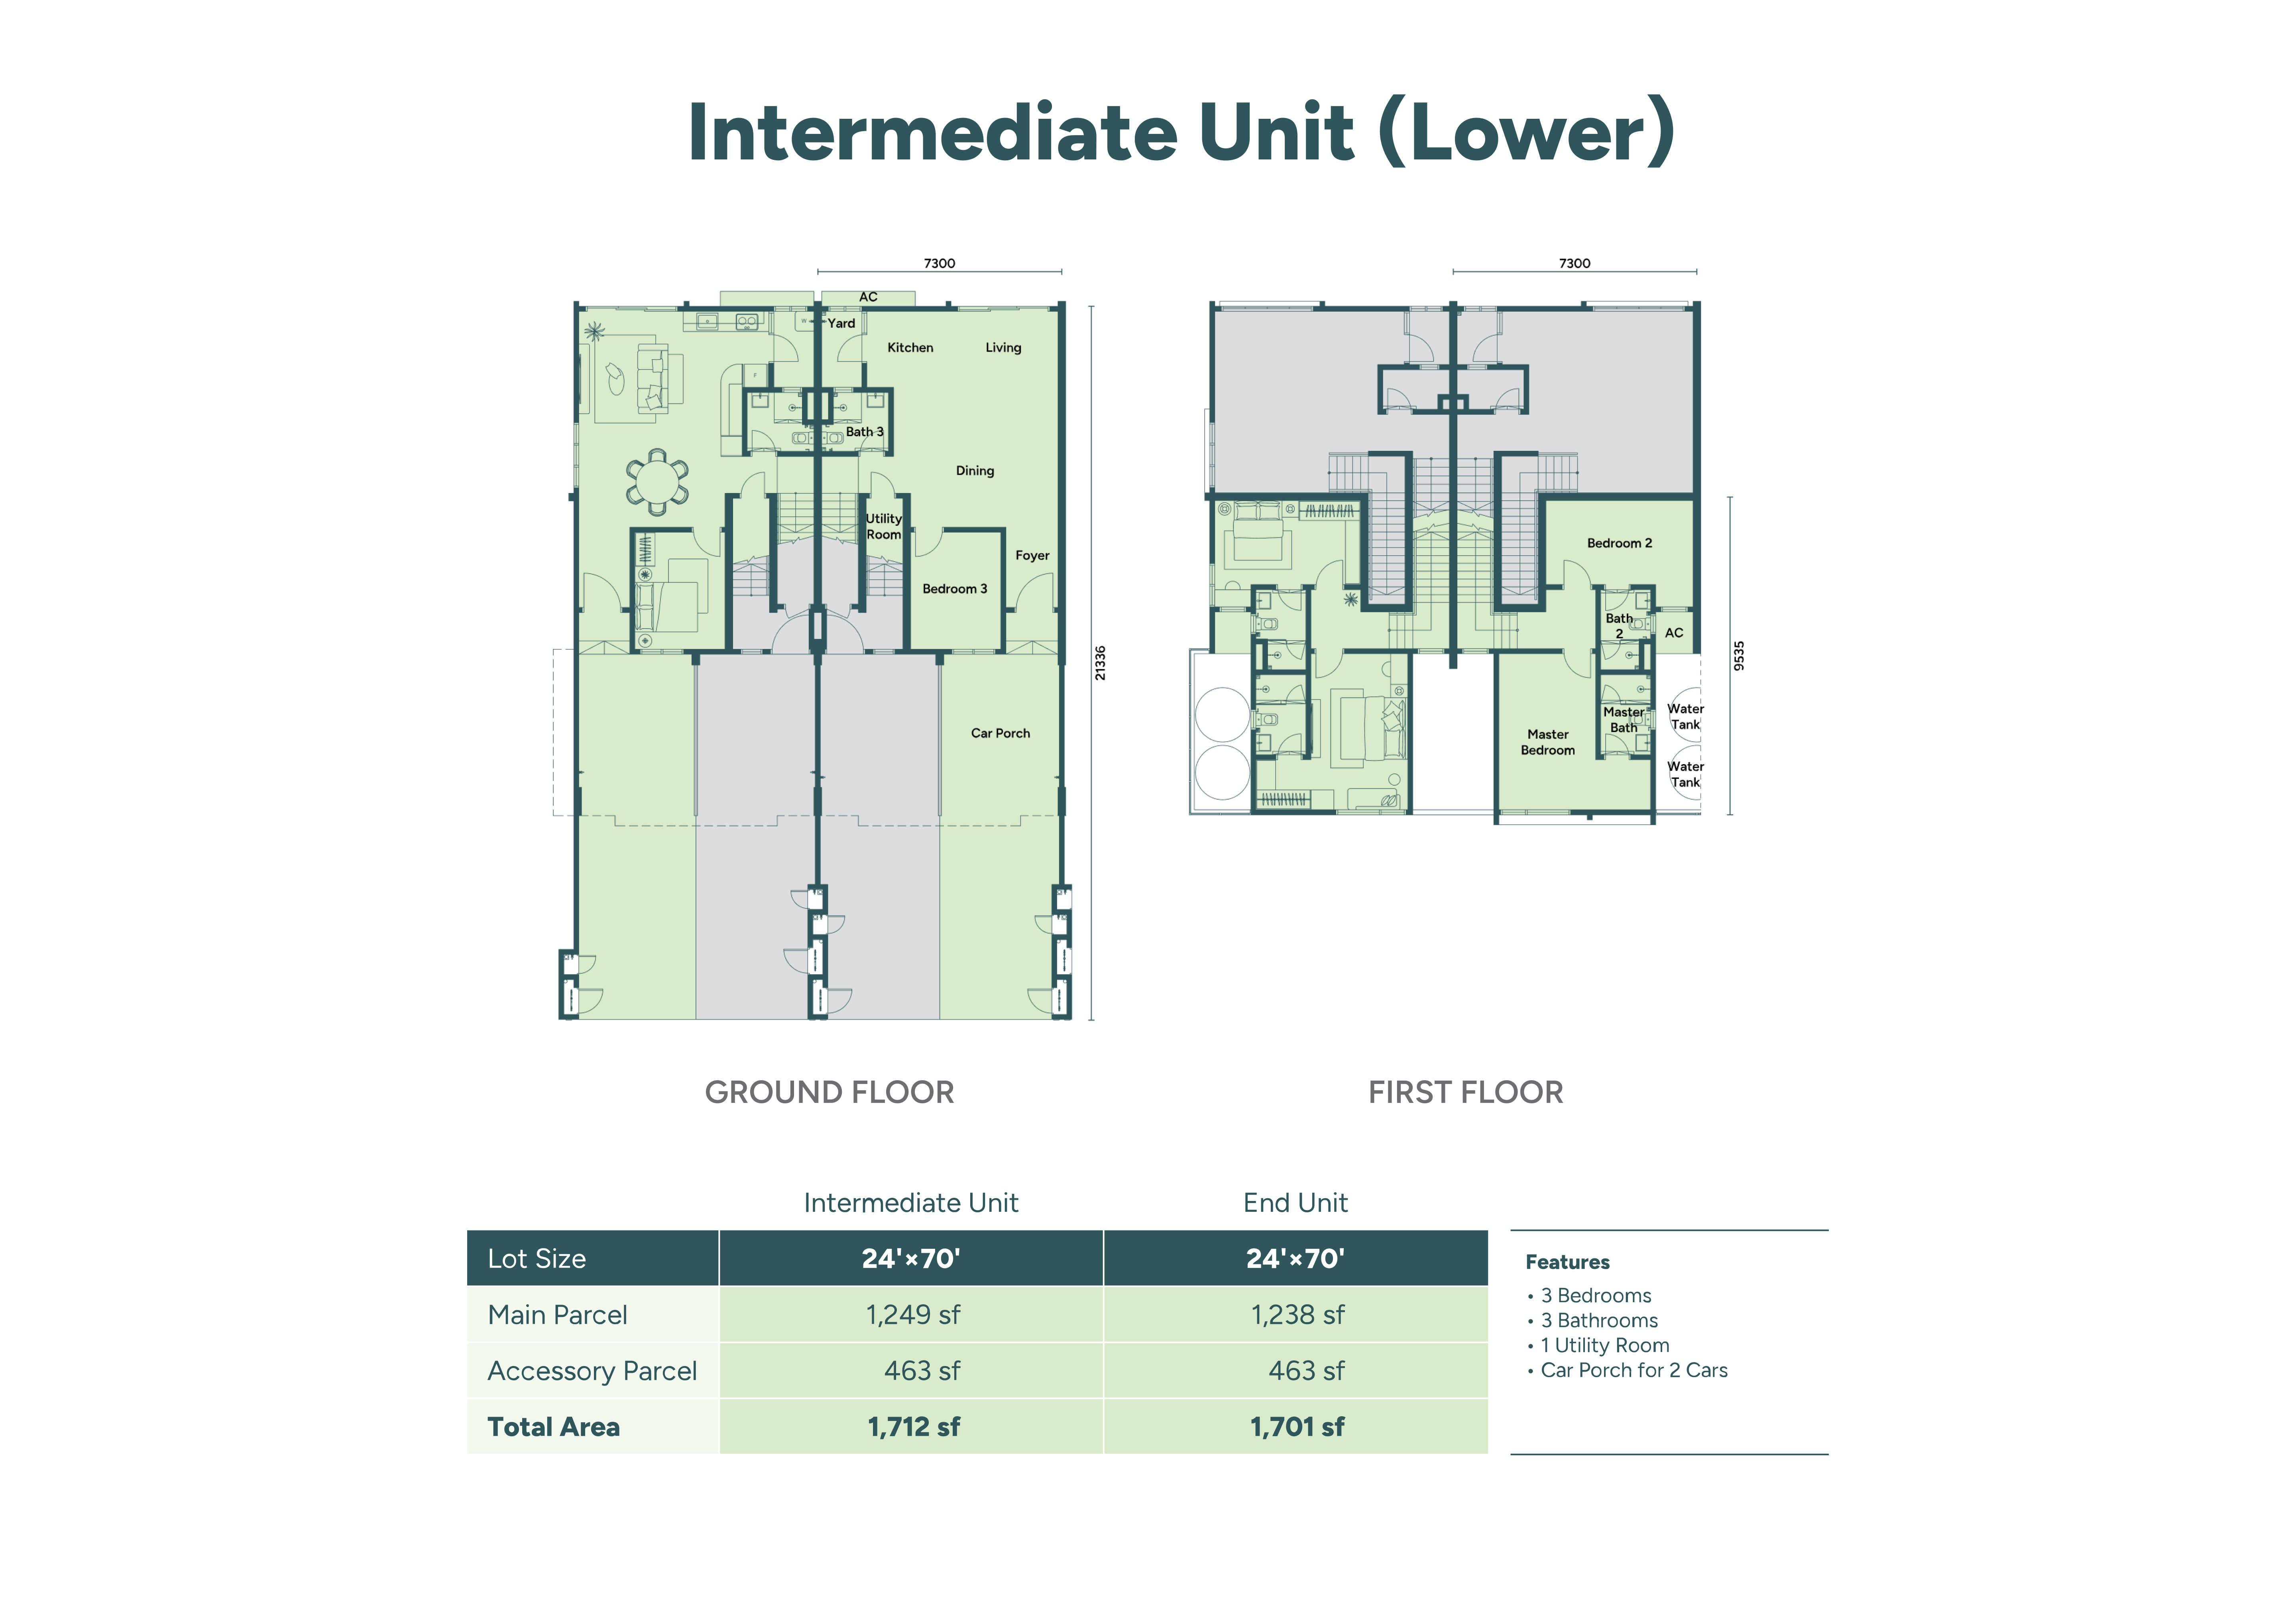 Intermediate Unit (Lower)
7300
AC
Yard
Kitchen
Living
Bath 3
Dining
Utility
Room
Foyer
Bedroom 3
21336
Car Porch
7300
Bedroom 2
Bath
2
AC
9535
Master
Bath
Water
Tank
Master
Bedroom
Water
Tank
GROUND FLOOR
FIRST FLOOR
Intermediate Unit
End Unit
Lot Size
24'×70'
24'×70'
Main Parcel
1,249 sf
1,238 sf
Accessory Parcel
463 sf
463 sf
Total Area
1,712 sf
1,701 sf
Features
• 3 Bedrooms
• 3 Bathrooms
• 1 Utility Room
• Car Porch for 2 Cars